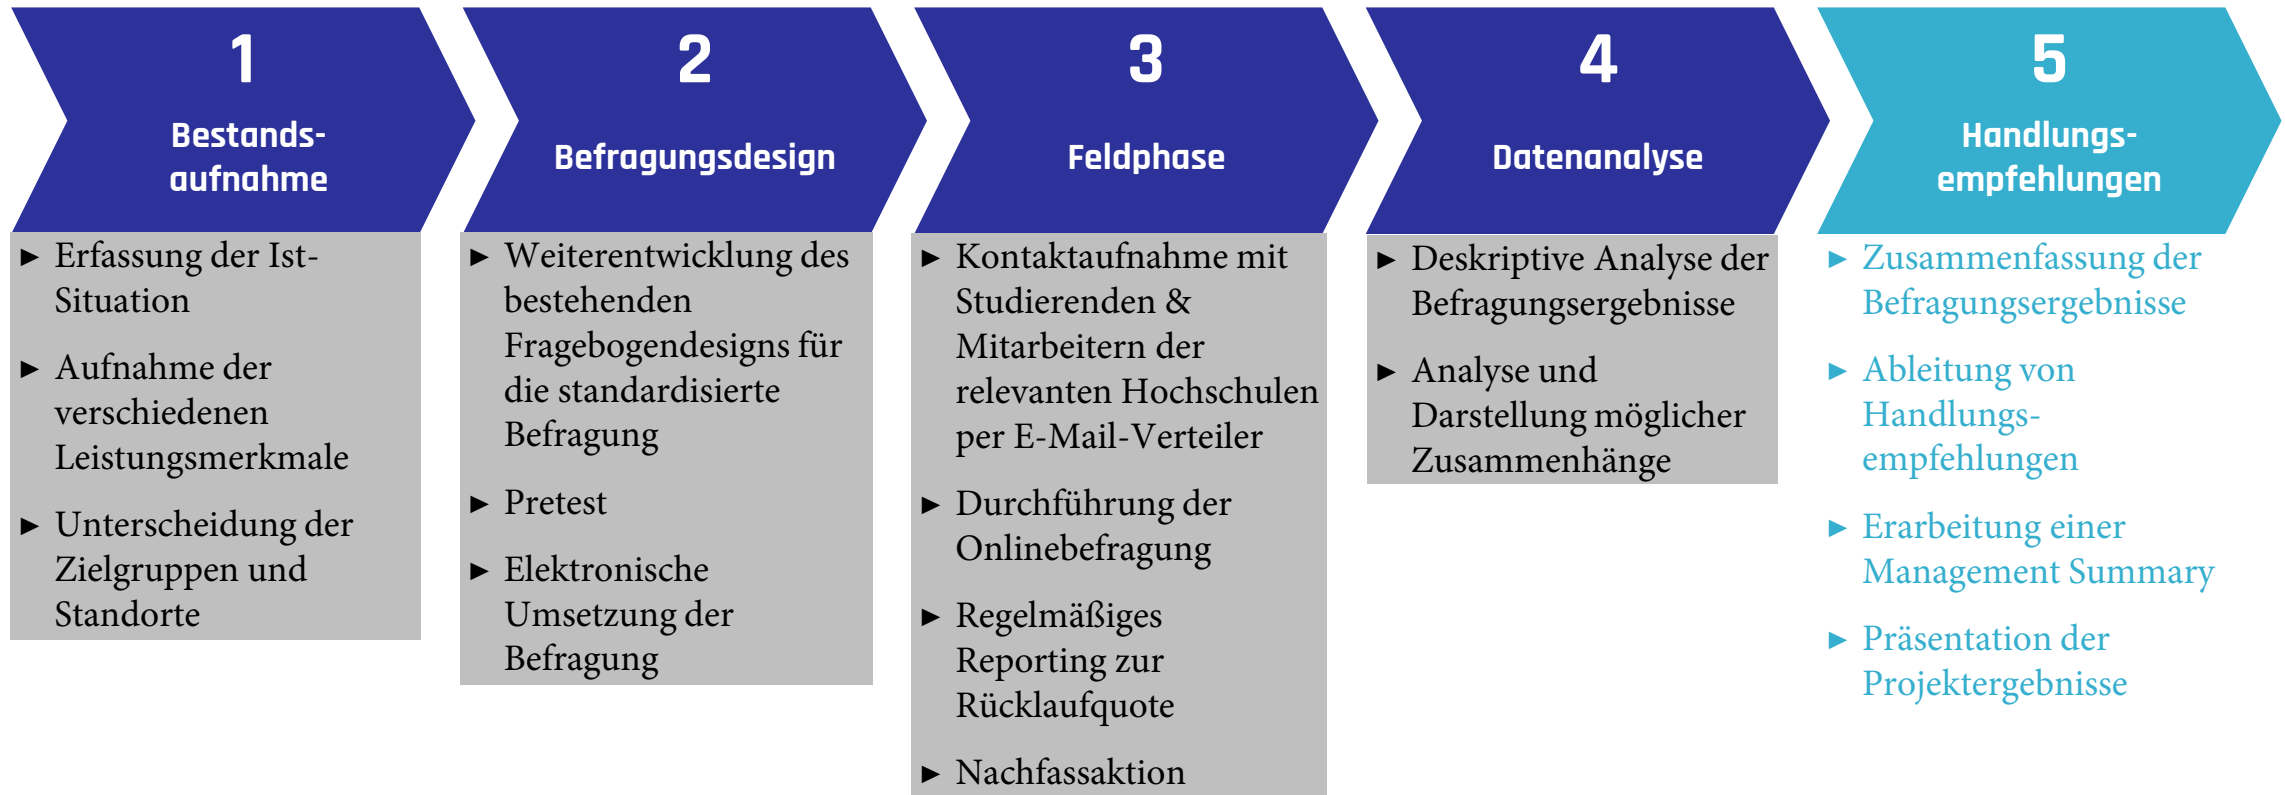 1
Bestands-
aufnahme
► Erfassung der Ist-
Situation
► Aufnahme der
verschiedenen
Leistungsmerkmale
► Unterscheidung der
Zielgruppen und
Standorte
2
Befragungsdesign
► Weiterentwicklung des
bestehenden
Fragebogendesigns für
die standardisierte
Befragung
► Pretest
► Elektronische
Umsetzung der
Befragung
3
Feldphase
► Kontaktaufnahme mit
Studierenden &
Mitarbeitern der
relevanten Hochschulen
per E-Mail-Verteiler
► Durchführung der
Onlinebefragung
► Regelmäßiges
Reporting zur
Rücklaufquote
► Nachfassaktion
4
Datenanalyse
► Deskriptive Analyse der
Befragungsergebnisse
► Analyse und
Darstellung möglicher
Zusammenhänge
5
Handlungs-
empfehlungen
► Zusammenfassung der
Befragungsergebnisse
► Ableitung von
Handlungs-
empfehlungen
► Erarbeitung einer
Management Summary
► Präsentation der
Projektergebnisse